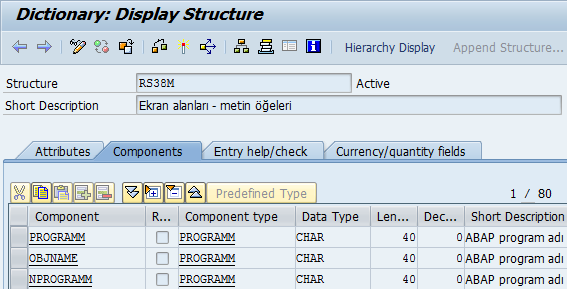 Dictionary: Display Structure
Hierarchy Display Append Structure...
Structure RS38M Active
Short Description Ekran alanları - metin öğeleri
Attributes Components Entry help/check Currency/quantity fields
Predefined Type 1 / 80
Component R... Component type Data Type Len... Dec... Short Description
PROGRAMM PROGRAMM CHAR 40 0 ABAP program adı
OBJNAME PROGRAMM CHAR 40 0 ABAP program adı
NPROGRAMM PROGRAMM CHAR 40 0 ABAP program adı